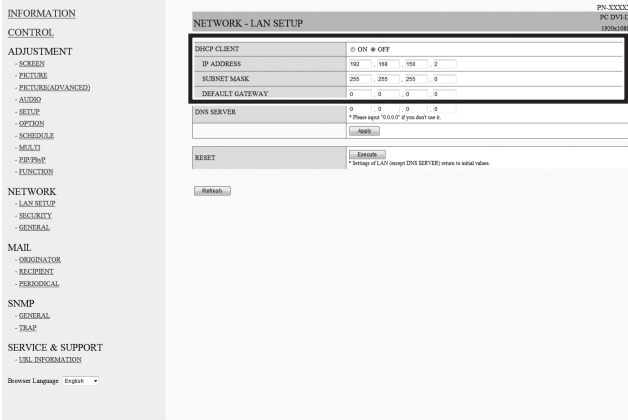 INFORMATION
CONTROL
ADJUSTMENT
- SCREEN
- PICTURE
- PICTURE(ADVANCED)
- AUDIO
- SETUP
- OPTION
- SCHEDULE
- MULTI
- PIP/PbyP
- FUNCTION
NETWORK
- LAN SETUP
- SECURITY
- GENERAL
MAIL
- ORIGINATOR
- RECIPIENT
- PERIODICAL
SNMP
- GENERAL
- TRAP
SERVICE & SUPPORT
- URL INFORMATION
Browser Language English
PN-XXXX
PC DVI-D
1920x1080
NETWORK - LAN SETUP
DHCP CLIENT ON OFF
IP ADDRESS 192 . 168 . 150 . 2
SUBNET MASK 255 . 255 . 255 . 0
DEFAULT GATEWAY 0 . 0 . 0 . 0
DNS SERVER 0 . 0 . 0 . 0
* Please input "0.0.0.0" if you don't use it.
Apply
RESET Execute
* Settings of LAN (except DNS SERVER) return to initial values.
Refresh